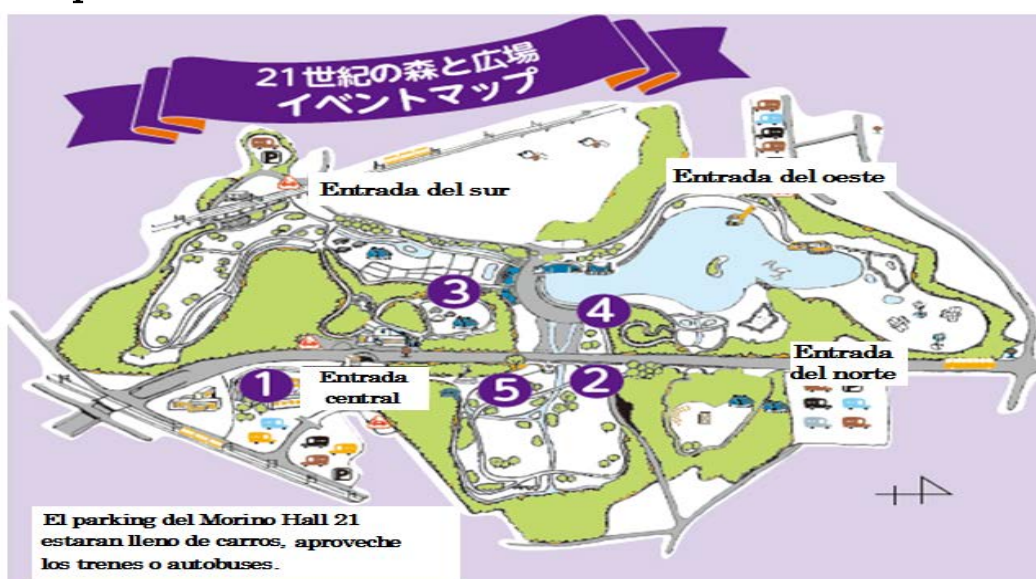 21世紀の森と広場
イベントマップ
P
Entrada del sur
Entrada del oeste
3
4
1
Entrada
central
5
2
Entrada
del norte
P
P
El parking del Morino Hall 21
estaran lleno de carros, aproveche
los trenes o autobuses.